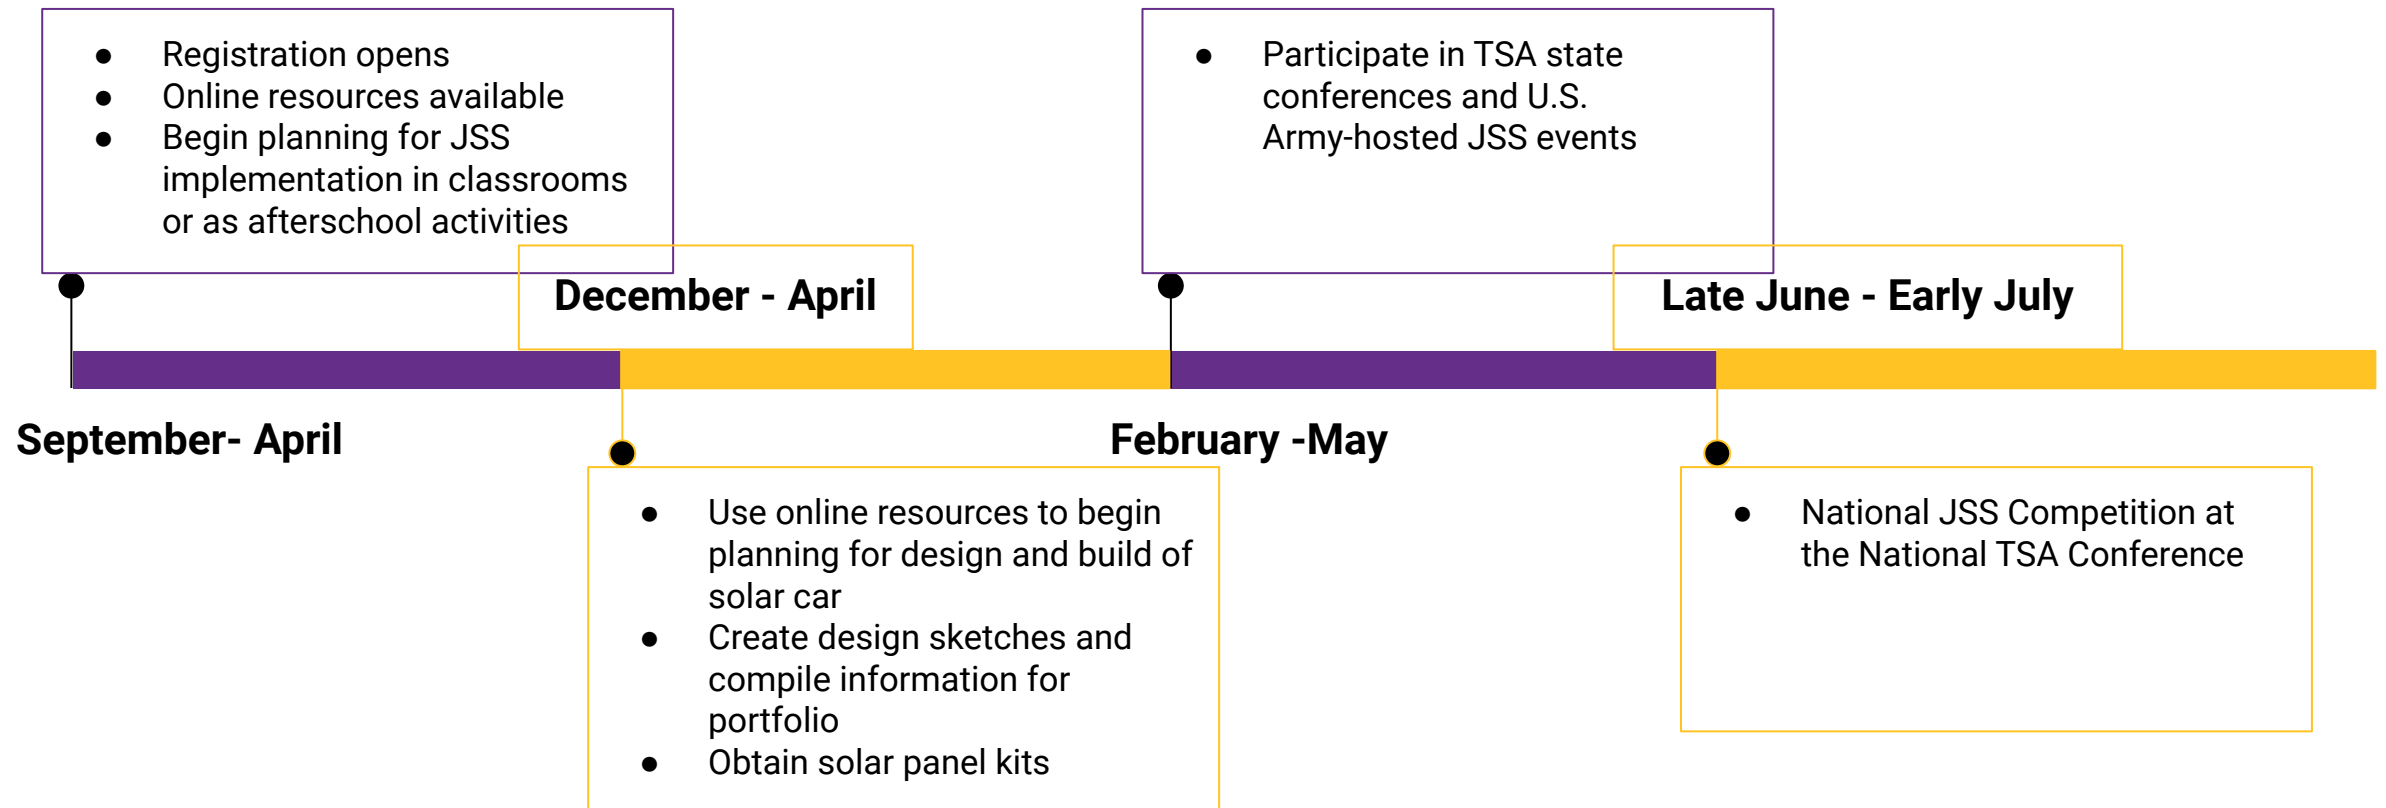 ● Registration opens
● Online resources available
● Begin planning for JSS
implementation in classrooms
or as afterschool activities
September- April
December - April
● Use online resources to begin
planning for design and build of
solar car
● Create design sketches and
compile information for
portfolio
● Obtain solar panel kits
● Participate in TSA state
conferences and U.S.
Army-hosted JSS events
February -May
Late June - Early July
● National JSS Competition at
the National TSA Conference